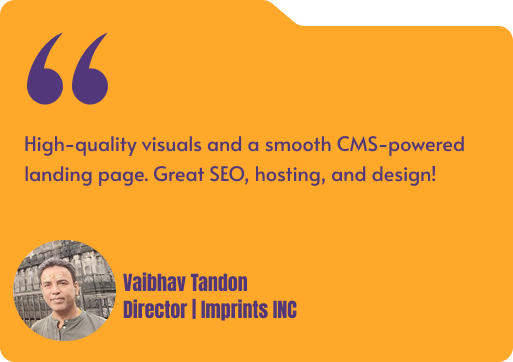 High-quality visuals and a smooth CMS-powered
landing page. Great SEO, hosting, and design!
Vaibhav Tandon
Director | Imprints INC